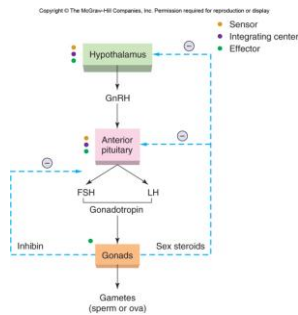 Copyright © The McGraw-Hill Companies, Inc. Permission required for reproduction or display
Sensor
Integrating center
Effector
Hypothalamus
GnRH
Anterior
pituitary
FSH
LH
Gonadotropin
Inhibin
Sex steroids
Gonads
Gametes
(sperm or ova)